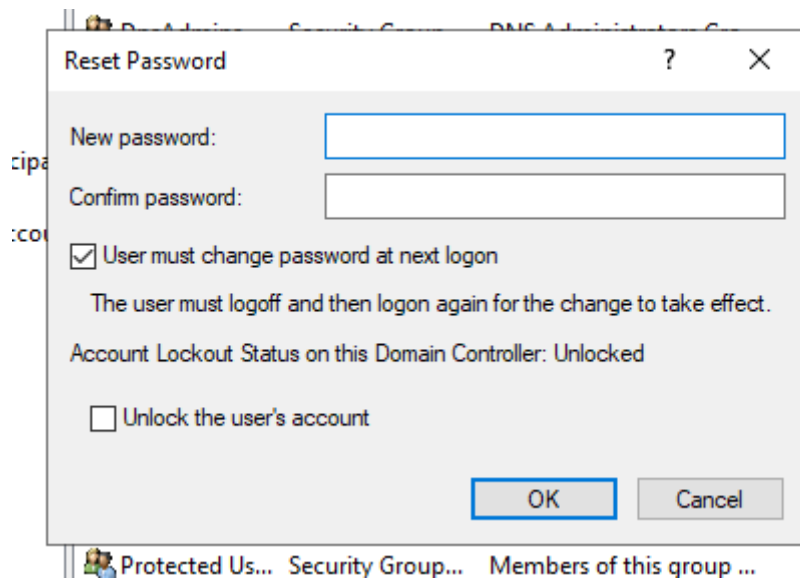 Reset Password ? ×
New password:
Confirm password:
User must change password at next logon
The user must logoff and then logon again for the change to take effect.
Account Lockout Status on this Domain Controller: Unlocked
Unlock the user's account
OK Cancel
Protected Us... Security Group... Members of this group ...